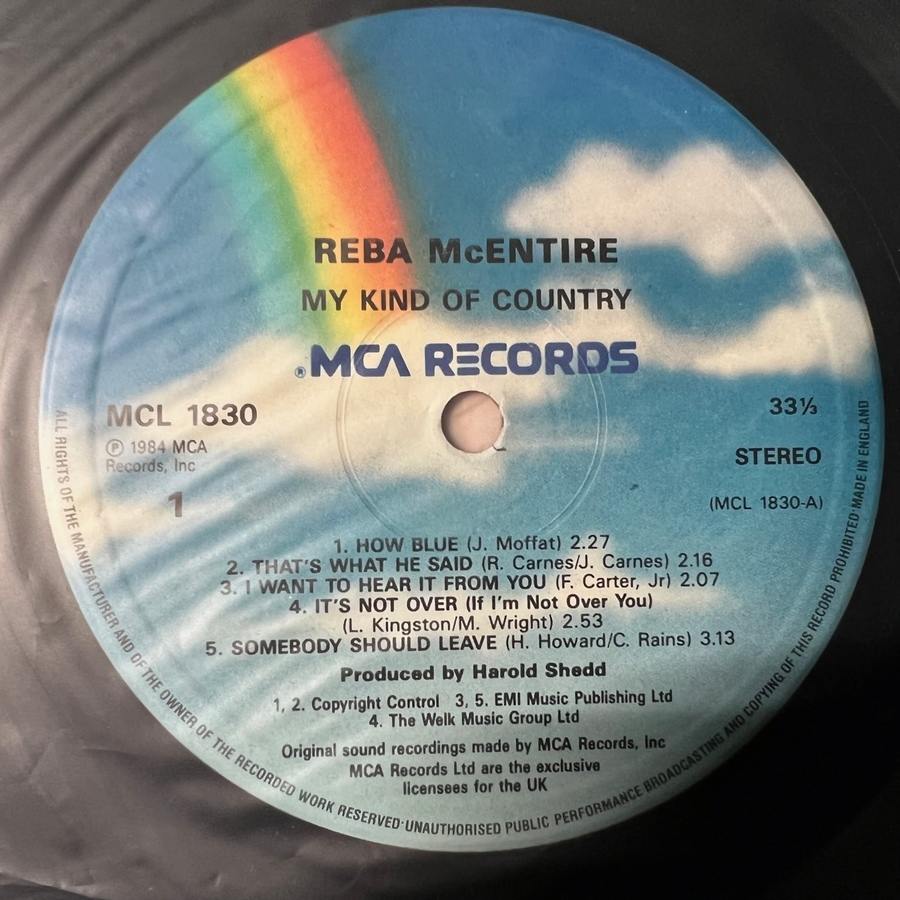 REBA McENTIRE
MY KIND OF COUNTRY
®MCA RECORDS
MCL 1830
Ⓟ 1984 MCA
Records, Inc
1
33⅓
STEREO
(MCL 1830-A)
1. HOW BLUE (J. Moffat) 2.27
2. THAT'S WHAT HE SAID (R. Carnes/J. Carnes) 2.16
3. I WANT TO HEAR IT FROM YOU (F. Carter, Jr) 2.07
4. IT'S NOT OVER (If I'm Not Over You)
(L. Kingston/M. Wright) 2.53
5. SOMEBODY SHOULD LEAVE (H. Howard/C. Rains) 3.13
Produced by Harold Shedd
1, 2. Copyright Control 3, 5. EMI Music Publishing Ltd
4. The Welk Music Group Ltd
Original sound recordings made by MCA Records, Inc
MCA Records Ltd are the exclusive
licensees for the UK
ALL RIGHTS OF THE MANUFACTURER AND OF THE OWNER OF THE RECORDED WORK RESERVED·UNAUTHORISED PUBLIC PERFORMANCE BROADCASTING AND COPYING OF THIS RECORD PROHIBITED·MADE IN ENGLAND